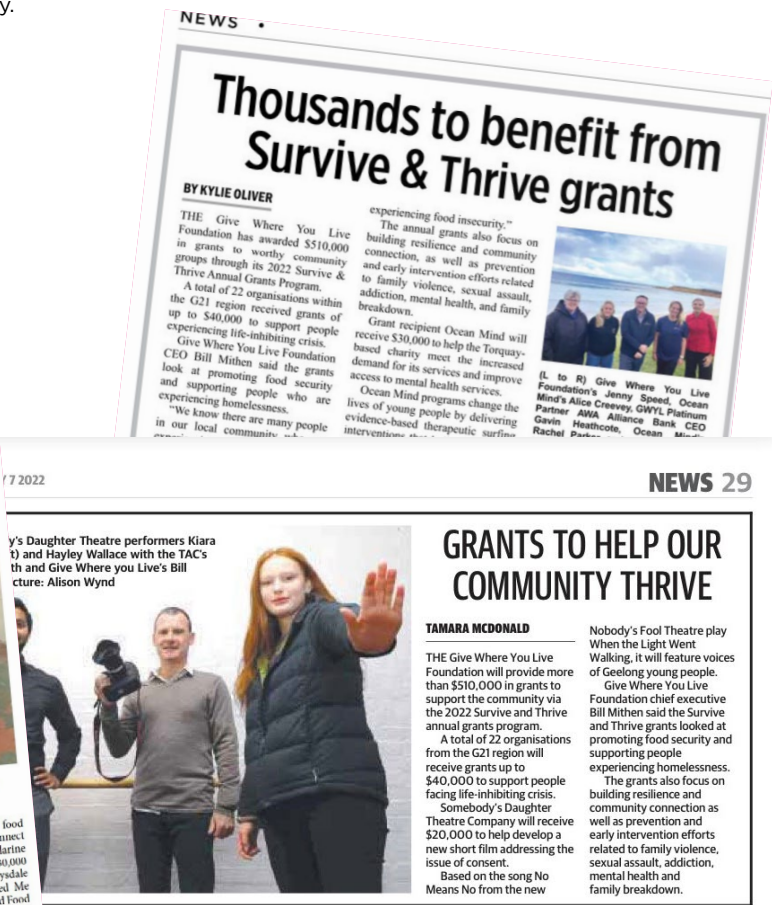 y.
NEWS •
Thousands to benefit from
Survive & Thrive grants
BY KYLIE OLIVER
THE Give Where You Live
Foundation has awarded $510,000
in grants to worthy community
groups through its 2022 Survive &
Thrive Annual Grants Program.
A total of 22 organisations within
the G21 region received grants of
up to $40,000 to support people
experiencing life-inhibiting crisis.
Give Where You Live Foundation
CEO Bill Mithen said the grants
look at promoting food security
and supporting people who are
experiencing homelessness.
"We know there are many people
in our local community
experiencing food insecurity."
The annual grants also focus on
building resilience and community
connection, as well as prevention
and early intervention efforts related
to family violence, sexual assault,
addiction, mental health, and family
breakdown.
Grant recipient Ocean Mind will
receive $30,000 to help the Torquay-
based charity meet the increased
demand for its services and improve
access to mental health services.
Ocean Mind programs change the
lives of young people by delivering
evidence-based therapeutic surfing
interventions
(L to R) Give Where You Live
Foundation's Jenny Speed, Ocean
Mind's Alice Creevey, GWYL Platinum
Partner AWA Alliance Bank CEO
Gavin Heathcote, Ocean Mind's
Rachel
7 2022
NEWS 29
y's Daughter Theatre performers Kiara
t) and Hayley Wallace with the TAC's
th and Give Where you Live's Bill
cture: Alison Wynd
GRANTS TO HELP OUR
COMMUNITY THRIVE
TAMARA MCDONALD
THE Give Where You Live
Foundation will provide more
than $510,000 in grants to
support the community via
the 2022 Survive and Thrive
annual grants program.
A total of 22 organisations
from the G21 region will
receive grants up to
$40,000 to support people
facing life-inhibiting crisis.
Somebody's Daughter
Theatre Company will receive
$20,000 to help develop a
new short film addressing the
issue of consent.
Based on the song No
Means No from the new
Nobody's Fool Theatre play
When the Light Went
Walking, it will feature voices
of Geelong young people.
Give Where You Live
Foundation chief executive
Bill Mithen said the Survive
and Thrive grants looked at
promoting food security and
supporting people
experiencing homelessness.
The grants also focus on
building resilience and
community connection as
well as prevention and
early intervention efforts
related to family violence,
sexual assault, addiction,
mental health and
family breakdown.
food
nnect
larine
30,000
ysdale
ed Me
d Food